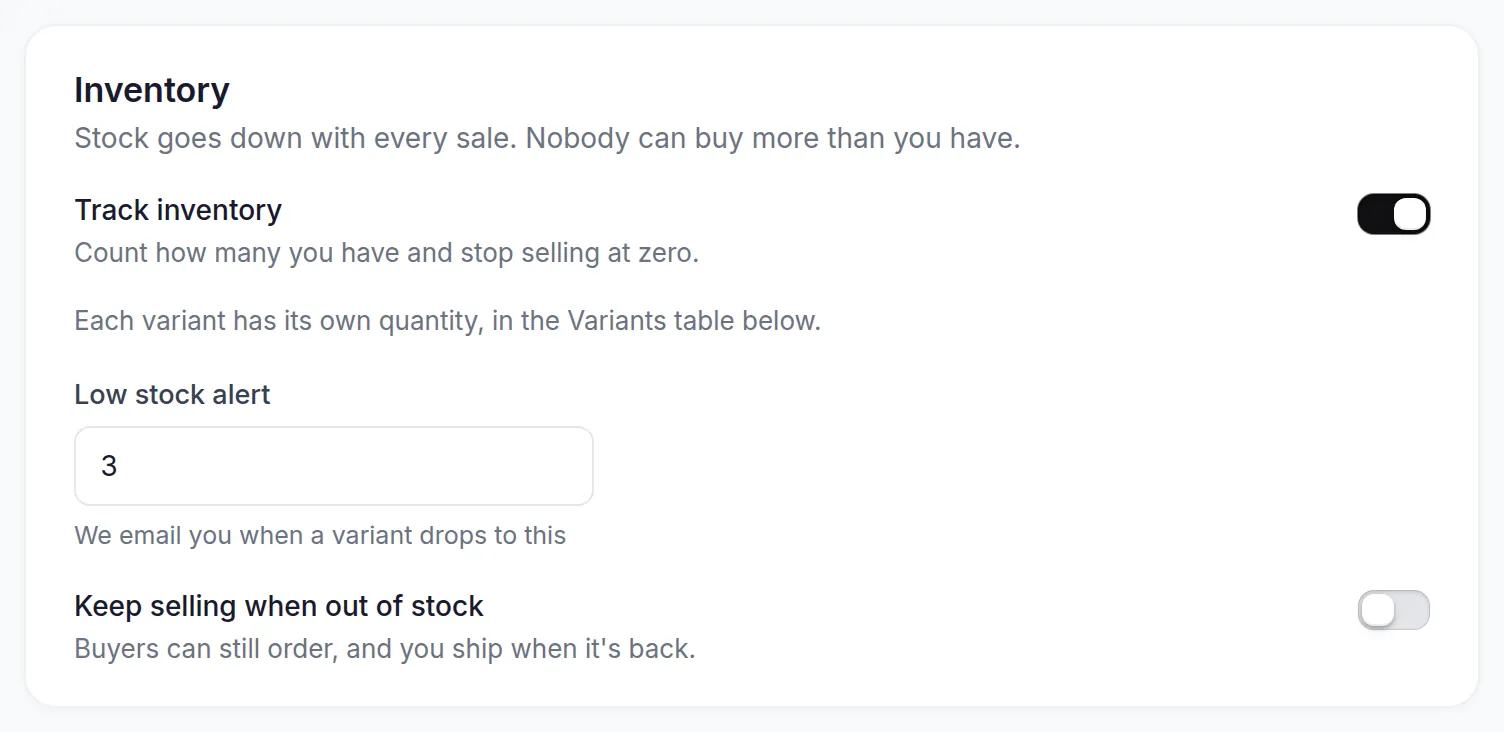 Inventory
Stock goes down with every sale. Nobody can buy more than you have.
Track inventory
Count how many you have and stop selling at zero.
Each variant has its own quantity, in the Variants table below.
Low stock alert
3
We email you when a variant drops to this
Keep selling when out of stock
Buyers can still order, and you ship when it's back.